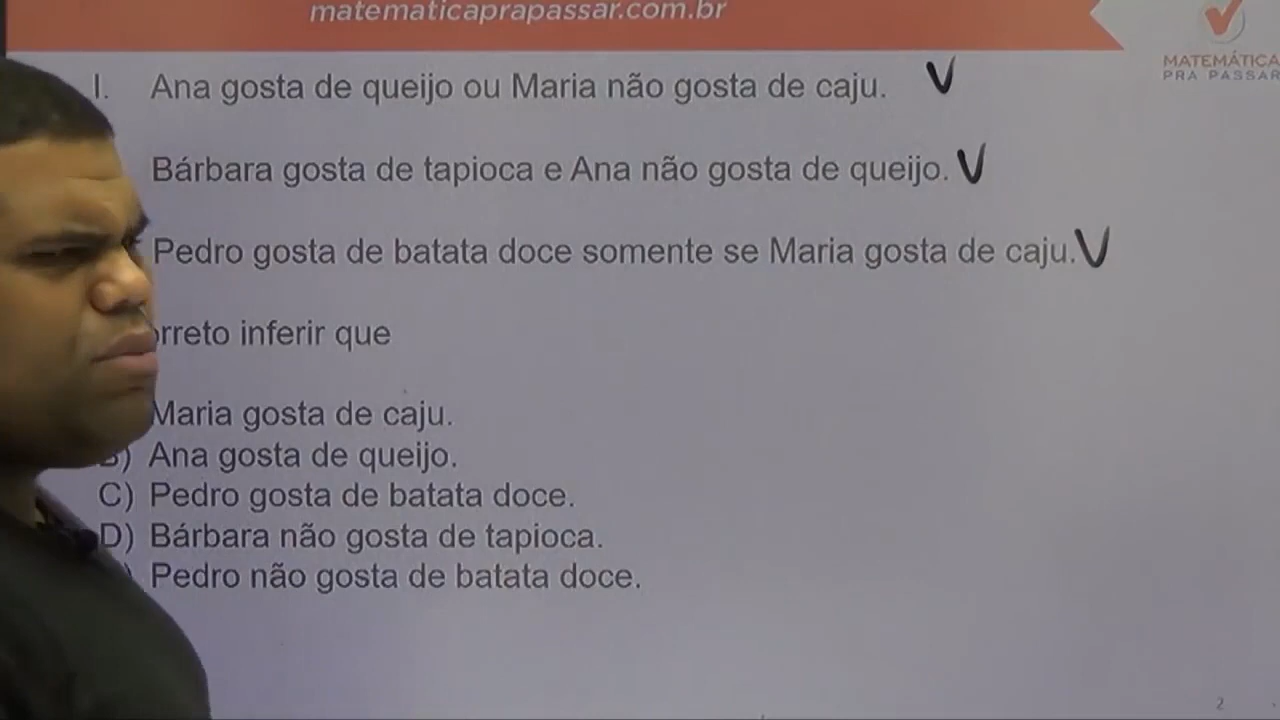 matematicaprapassar.com.br
MATEMÁTICA
PRA PASSAR
I. Ana gosta de queijo ou Maria não gosta de caju. V
Bárbara gosta de tapioca e Ana não gosta de queijo. V
Pedro gosta de batata doce somente se Maria gosta de caju. V
orreto inferir que
Maria gosta de caju.
B) Ana gosta de queijo.
C) Pedro gosta de batata doce.
D) Bárbara não gosta de tapioca.
) Pedro não gosta de batata doce.
2